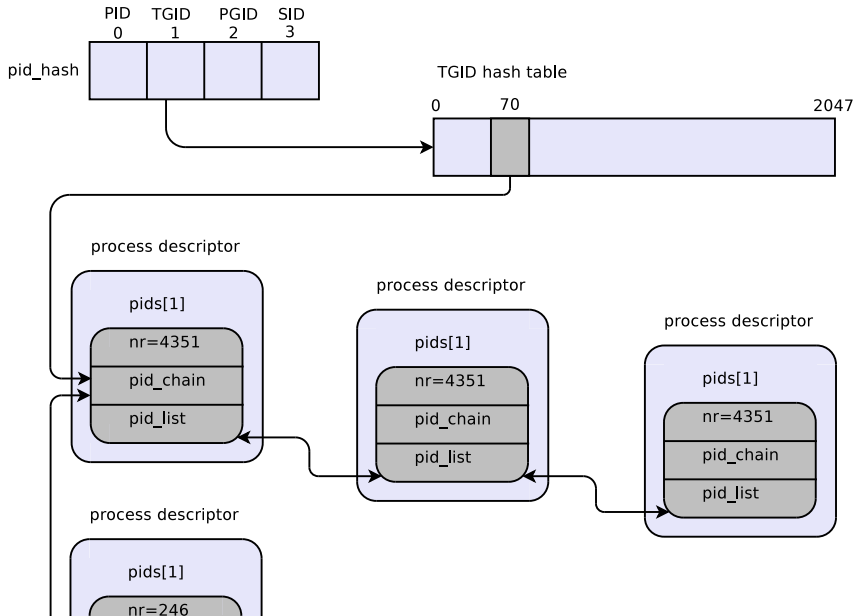 PID TGID PGID SID
0 1 2 3
pid_hash
TGID hash table
0 70 2047
process descriptor
pids[1]
nr=4351
pid_chain
pid_list
process descriptor
pids[1]
nr=4351
pid_chain
pid_list
process descriptor
pids[1]
nr=4351
pid_chain
pid_list
process descriptor
pids[1]
nr=246